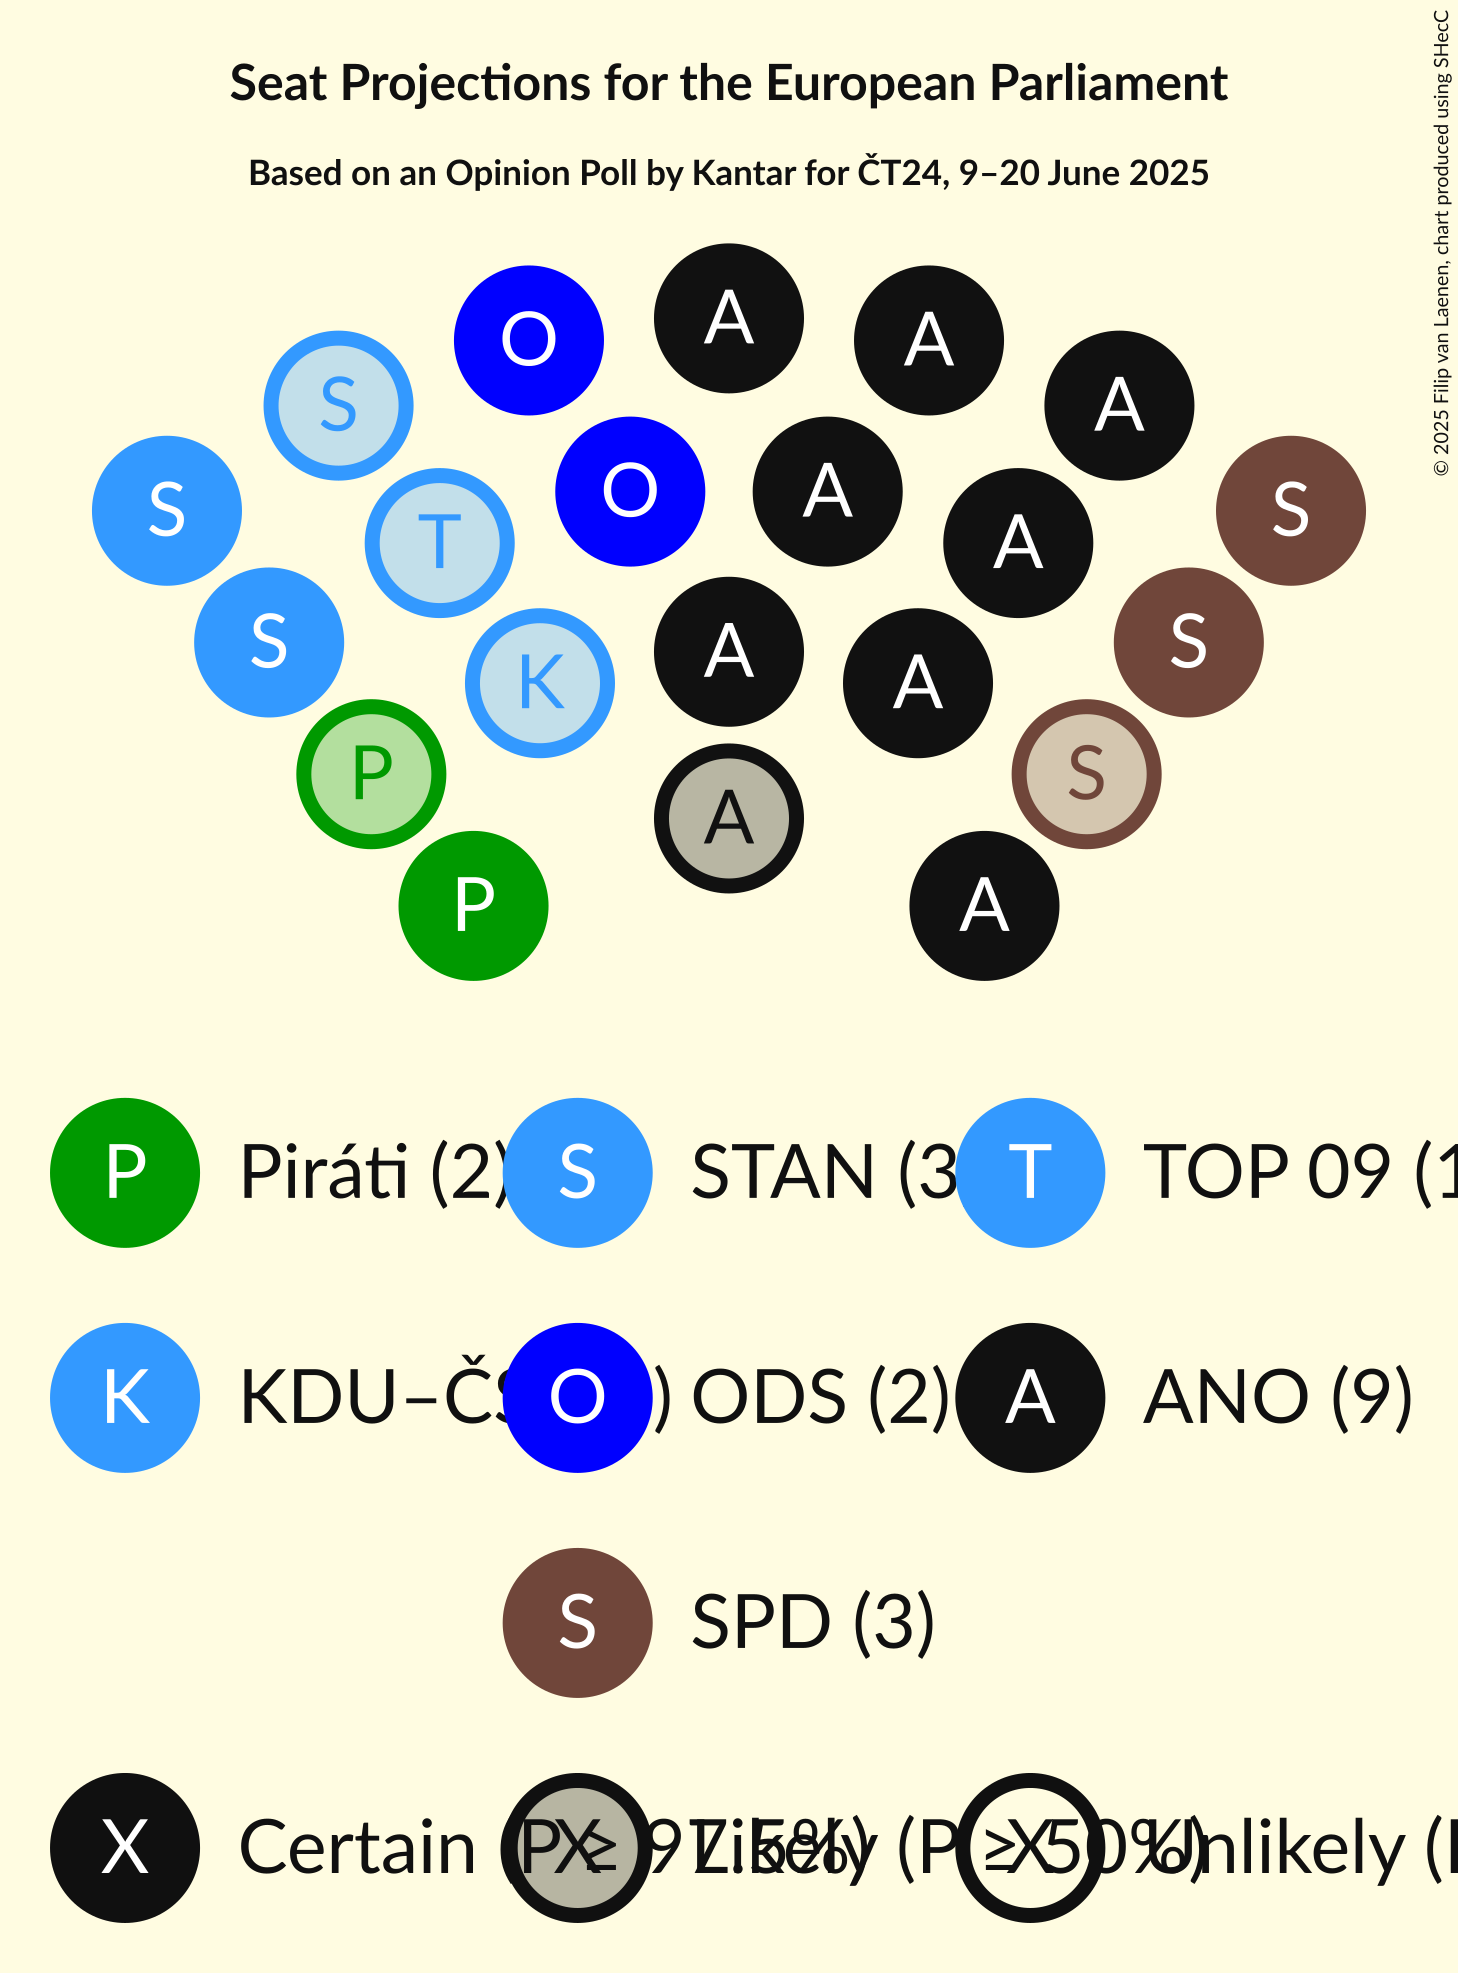 Seat Projections for the European Parliament
Based on an Opinion Poll by Kantar for ČT24, 9–20 June 2025
© 2025 Filip van Laenen, chart produced using SHecC
A
O A
S A
S O A S
T A
S A K A S
P S
A
P A
P Piráti (2) S STAN (3 T TOP 09 (1
K KDU–ČS ) O ODS (2) A ANO (9)
S SPD (3)
X Certain (P ≥ 97.5%) X Likely (P ≥ 50%) X Unlikely (